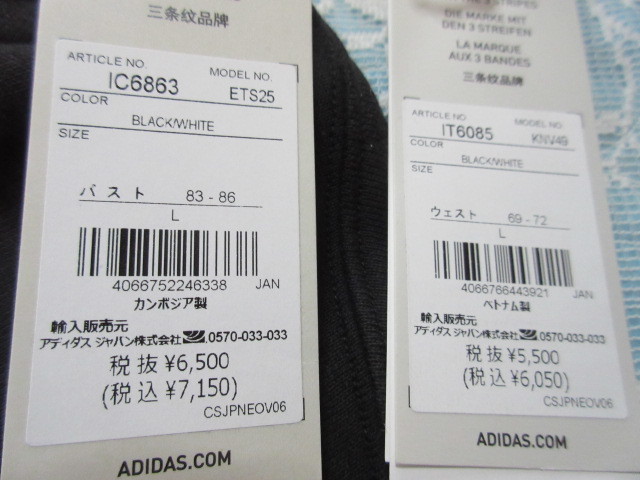 三条纹品牌
ARTICLE NO.
MODEL NO.
IC6863
ETS25
COLOR
BLACK/WHITE
SIZE
バスト 83 - 86
L
4066752246338 JAN
カンボジア製
輸入販売元
アディダス ジャパン株式会社 0570-033-033
税抜 ¥6,500
(税込 ¥7,150)
CSJPNEOV06
ADIDAS.COM
3 STRIPES
DIE MARKE MIT
DEN 3 STREIFEN
LA MARQUE
AUX 3 BANDES
三条纹品牌
ARTICLE NO.
MODEL NO.
IT6085
KNV49
COLOR
BLACK/WHITE
SIZE
ウェスト 69 - 72
L
4066766443921 JAN
ベトナム製
輸入販売元
アディダス ジャパン株式会社 0570-033-033
税抜 ¥5,500
(税込 ¥6,050)
CSJPNEOV06
ADIDAS.COM